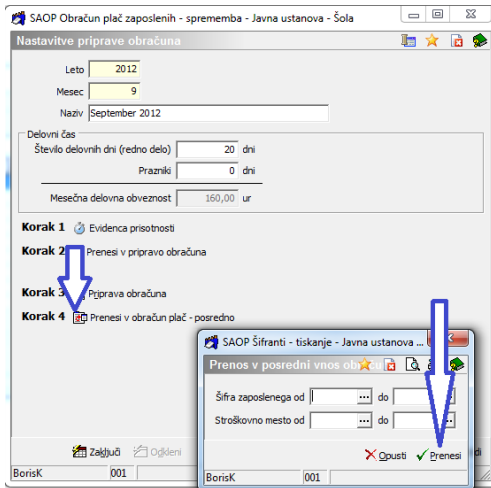 SAOP Obračun plač zaposlenih - sprememba - Javna ustanova - Šola
Nastavitve priprave obračuna
Leto 2012
Mesec 9
Naziv September 2012
Delovni čas
Število delovnih dni (redno delo) 20 dni
Prazniki 0 dni
Mesečna delovna obveznost 160,00 ur
Korak 1 Evidenca prisotnosti
Korak 2 Prenesi v pripravo obračuna
Korak 3 Priprava obračuna
Korak 4 Prenesi v obračun plač - posredno
SAOP Šifranti - tiskanje - Javna ustanova ...
Prenos v posredni vnos
Šifra zaposlenega od ... do
Stroškovno mesto od ... do
Opusti Prenesi
Zaključi Odkleni
BorisK 001
BorisK 001